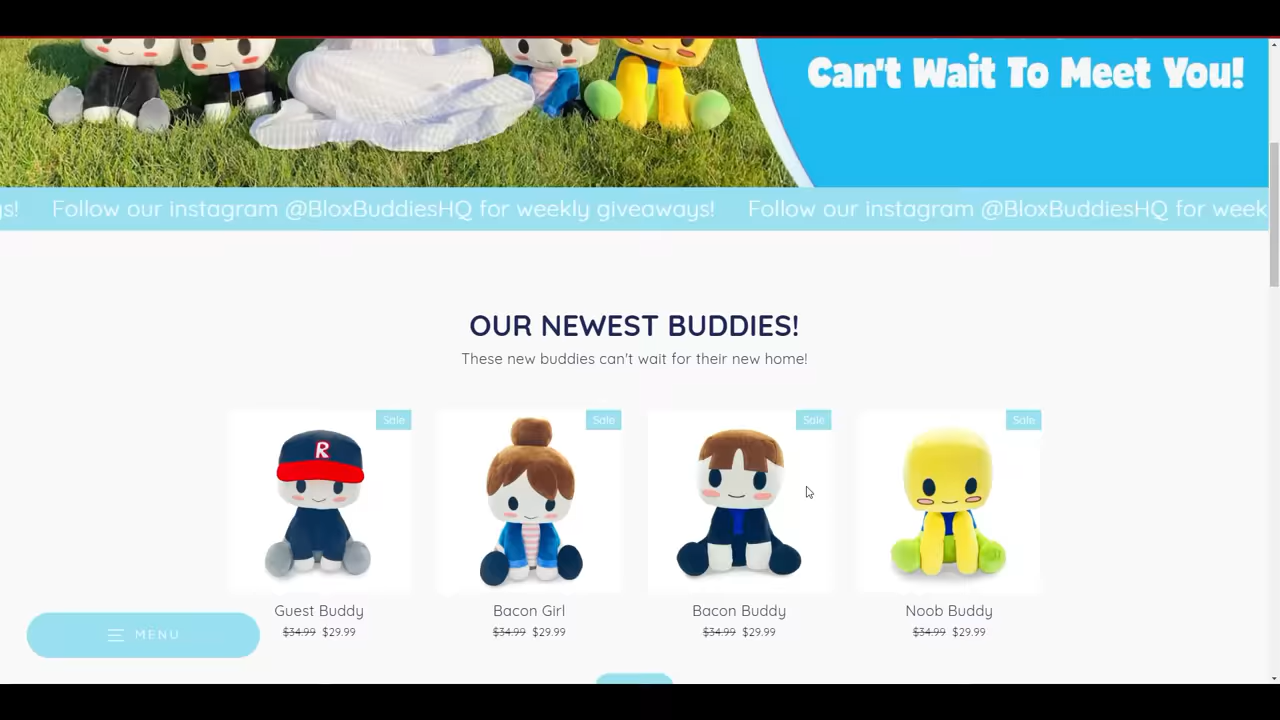 Can't Wait To Meet You!
ys! Follow our instagram @BloxBuddiesHQ for weekly giveaways! Follow our instagram @BloxBuddiesHQ for week
OUR NEWEST BUDDIES!
These new buddies can't wait for their new home!
Sale Sale Sale Sale
R
Guest Buddy Bacon Girl Bacon Buddy Noob Buddy
$34.99 $29.99 $34.99 $29.99 $34.99 $29.99 $34.99 $29.99
MENU